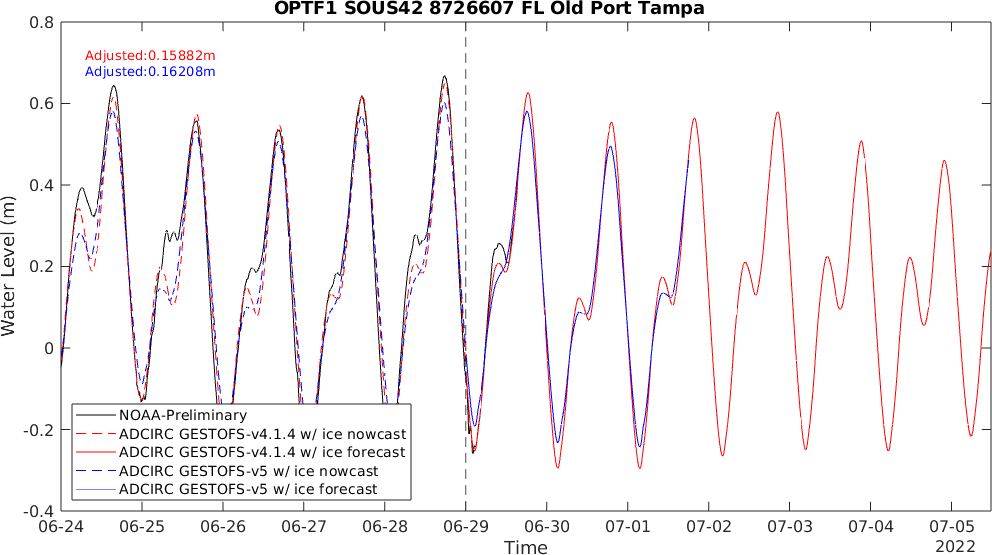 OPTF1 SOUS42 8726607 FL Old Port Tampa
Adjusted:0.15882m
Adjusted:0.16208m
Water Level (m)
0.8
0.6
0.4
0.2
0
-0.2
-0.4
NOAA-Preliminary
ADCIRC GESTOFS-v4.1.4 w/ ice nowcast
ADCIRC GESTOFS-v4.1.4 w/ ice forecast
ADCIRC GESTOFS-v5 w/ ice nowcast
ADCIRC GESTOFS-v5 w/ ice forecast
06-24 06-25 06-26 06-27 06-28 06-29 06-30 07-01 07-02 07-03 07-04 07-05
Time
2022